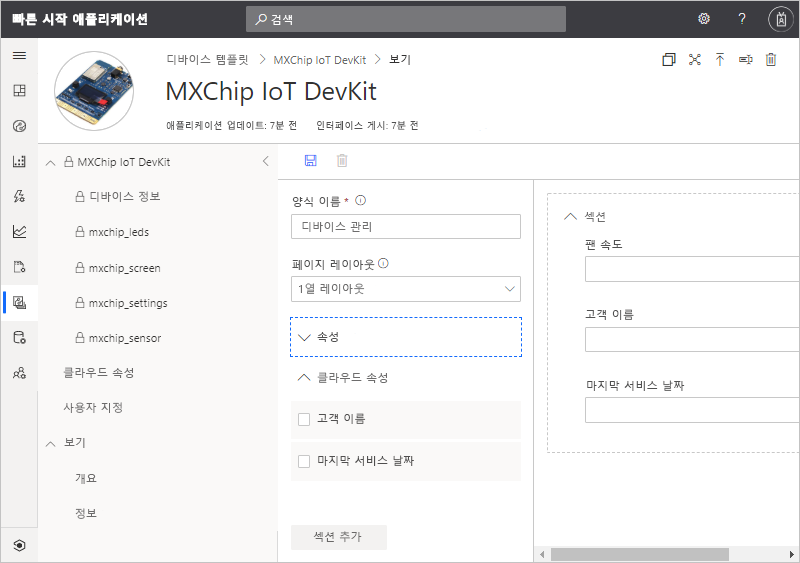 빠른 시작 애플리케이션
검색
?
디바이스 템플릿 > MXChip IoT DevKit > 보기
MXChip IoT DevKit
애플리케이션 업데이트: 7분 전 인터페이스 게시: 7분 전
MXChip IoT DevKit
디바이스 정보
mxchip_leds
mxchip_screen
mxchip_settings
mxchip_sensor
클라우드 속성
사용자 지정
보기
개요
정보
양식 이름 *
디바이스 관리
페이지 레이아웃
1열 레이아웃
속성
클라우드 속성
고객 이름
마지막 서비스 날짜
섹션 추가
섹션
팬 속도
고객 이름
마지막 서비스 날짜